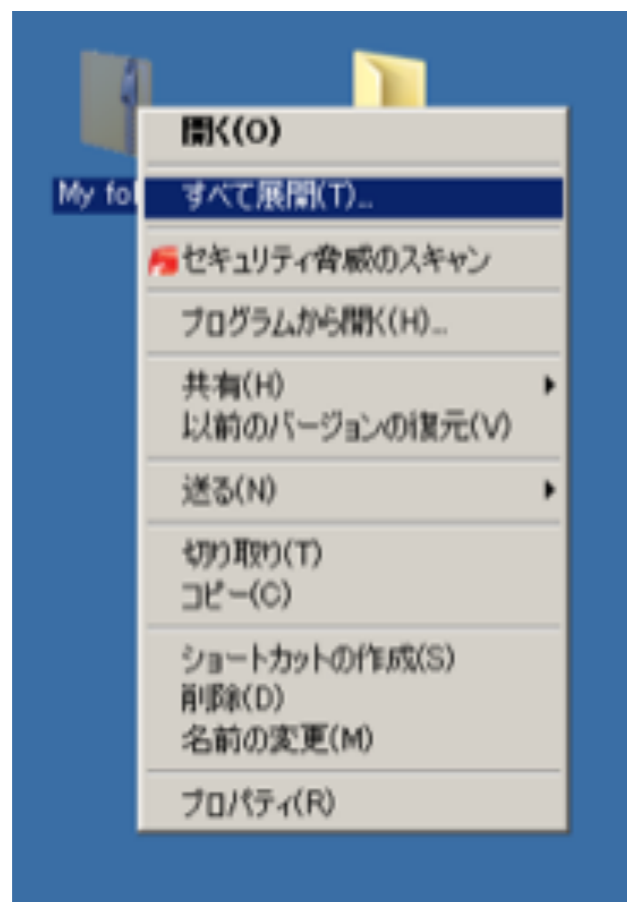 開く(O)
My fol
すべて展開(T)...
セキュリティ脅威のスキャン
プログラムから開く(H)...
共有(H)
以前のバージョンの復元(V)
送る(N)
切り取り(T)
コピー(C)
ショートカットの作成(S)
削除(D)
名前の変更(M)
プロパティ(R)